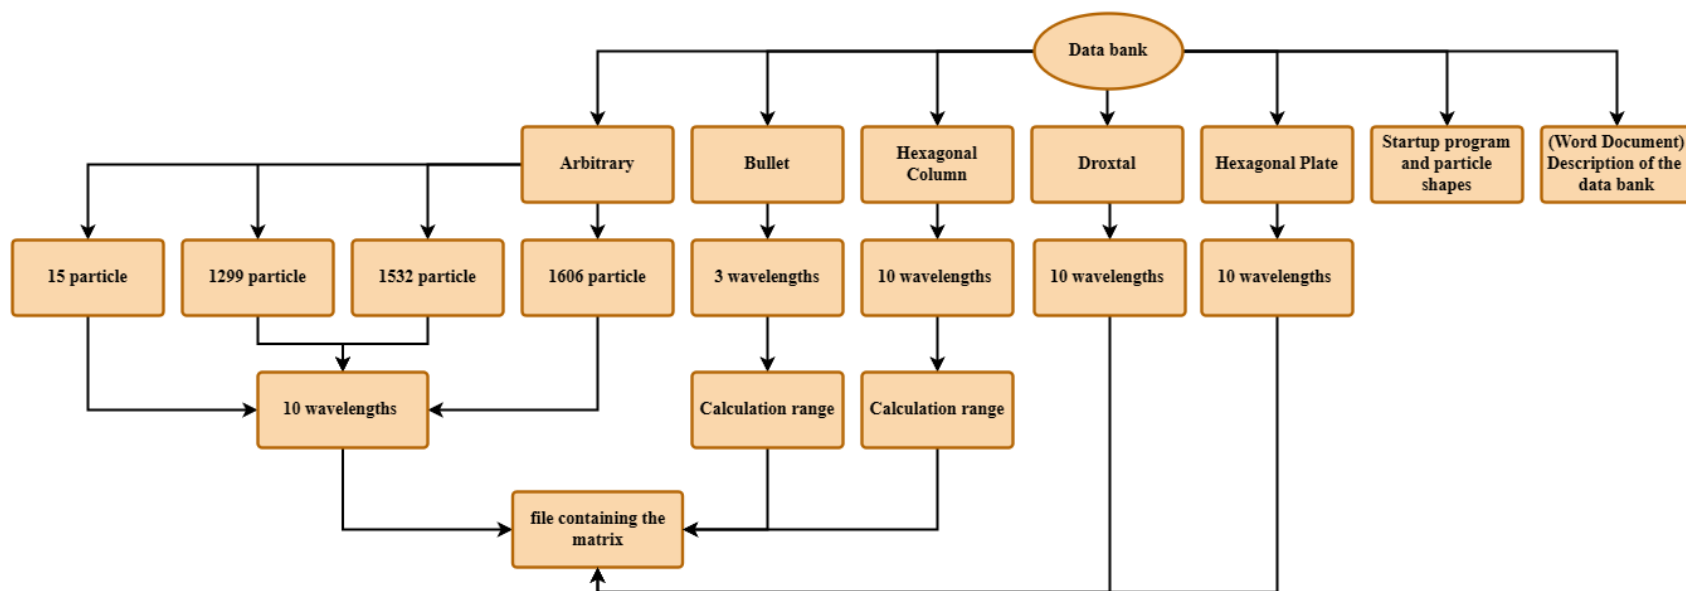 Data bank
Arbitrary
Bullet
Hexagonal
Column
Droxtal
Hexagonal Plate
Startup program
and particle
shapes
(Word Document)
Description of the
data bank
15 particle
1299 particle
1532 particle
1606 particle
3 wavelengths
10 wavelengths
10 wavelengths
10 wavelengths
10 wavelengths
Calculation range
Calculation range
file containing the
matrix